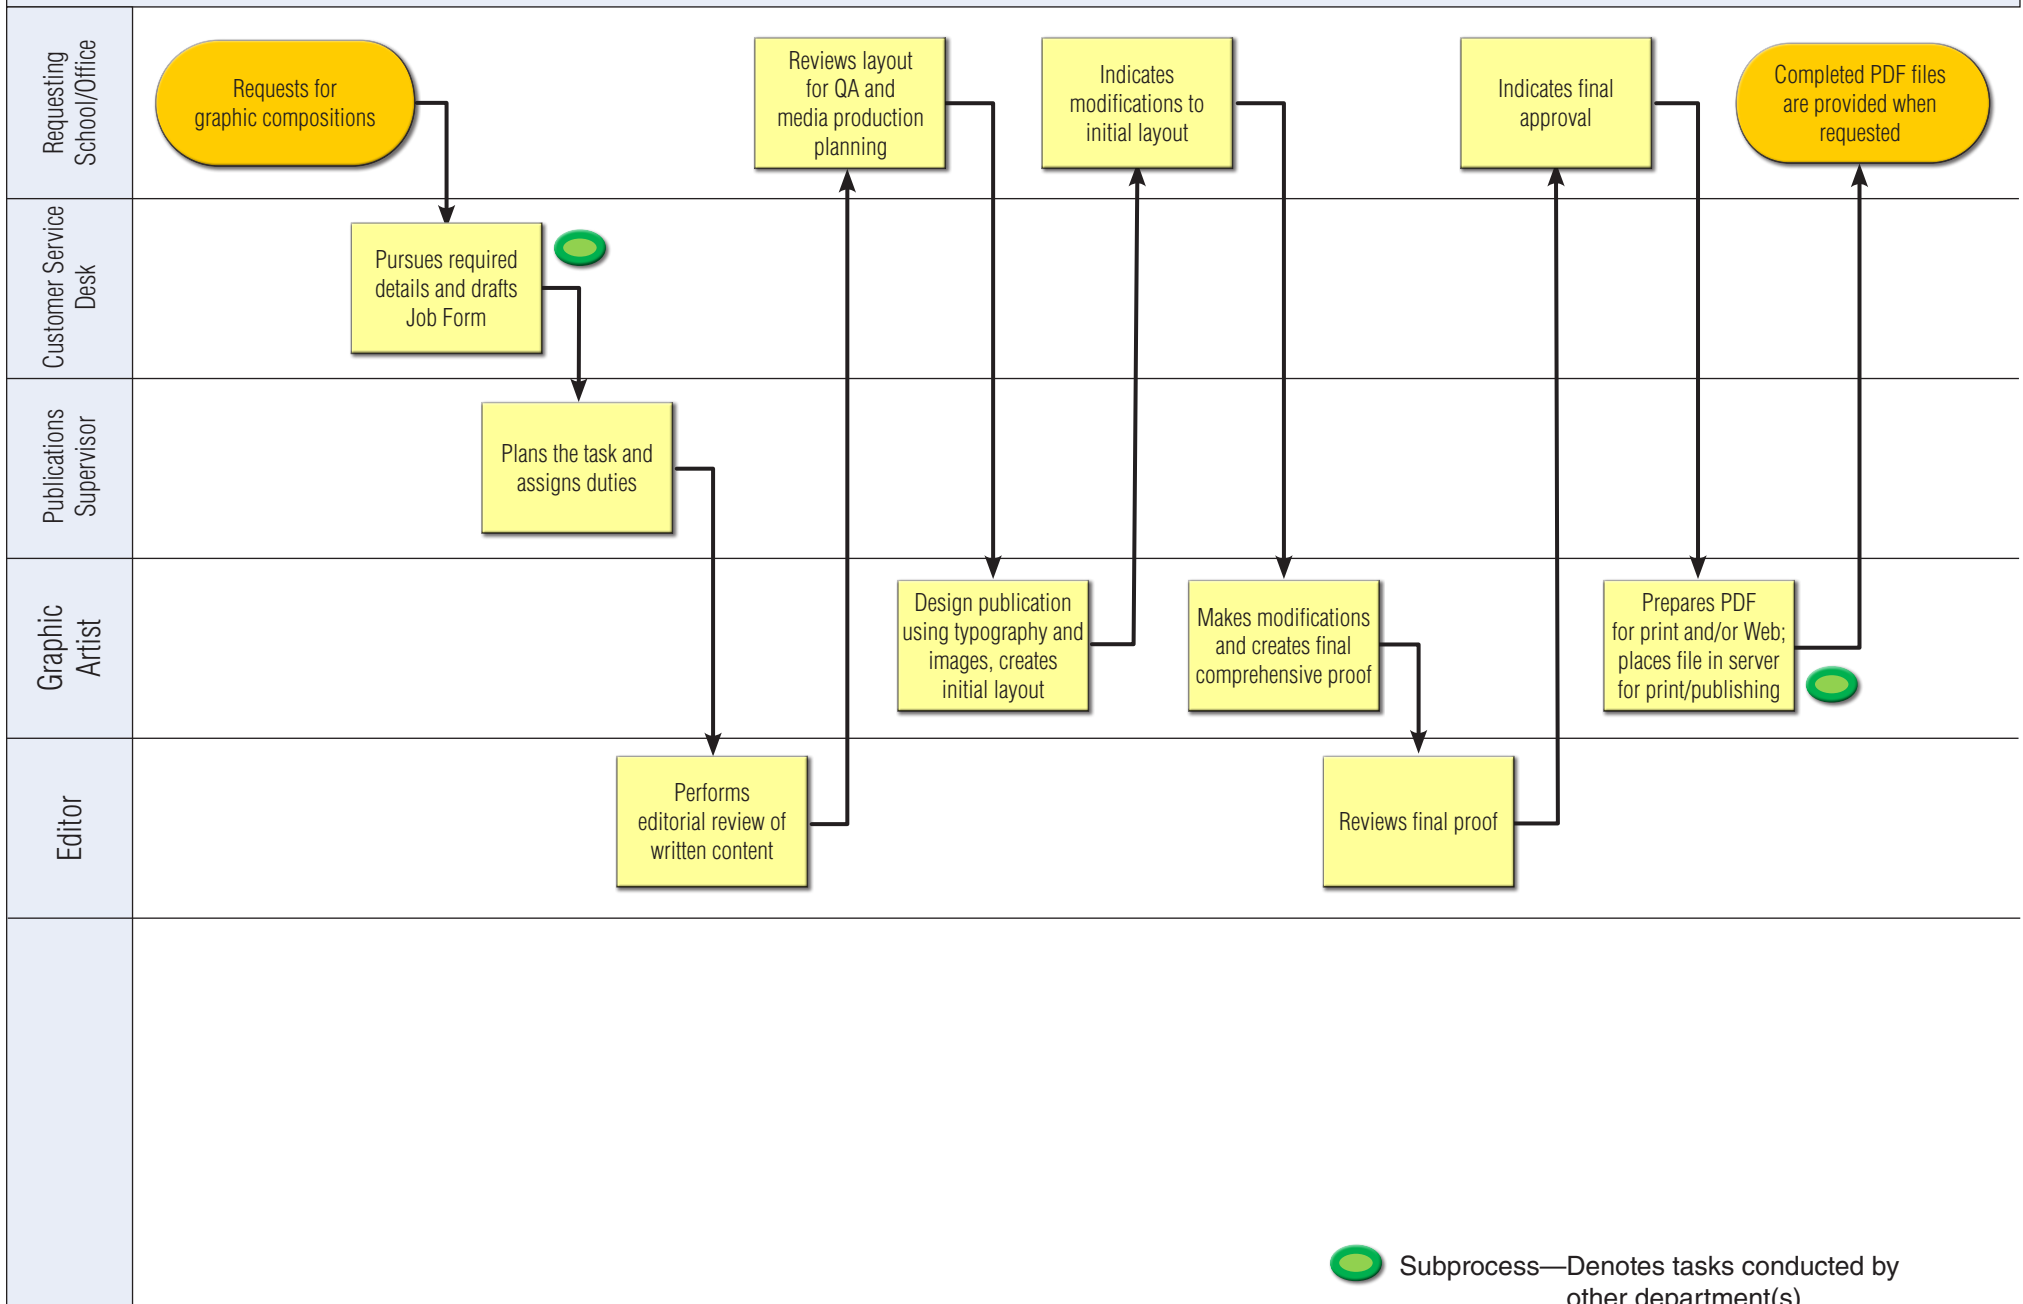 Requesting
School/Office
Requests for
graphic compositions
Reviews layout
for QA and
media production
planning
Indicates
modifications to
initial layout
Indicates final
approval
Completed PDF files
are provided when
requested
Customer Service
Desk
Pursues required
details and drafts
Job Form
Publications
Supervisor
Plans the task and
assigns duties
Graphic
Artist
Design publication
using typography and
images, creates
initial layout
Makes modifications
and creates final
comprehensive proof
Prepares PDF
for print and/or Web;
places file in server
for print/publishing
Editor
Performs
editorial review of
written content
Reviews final proof
Subprocess—Denotes tasks conducted by
other department(s)